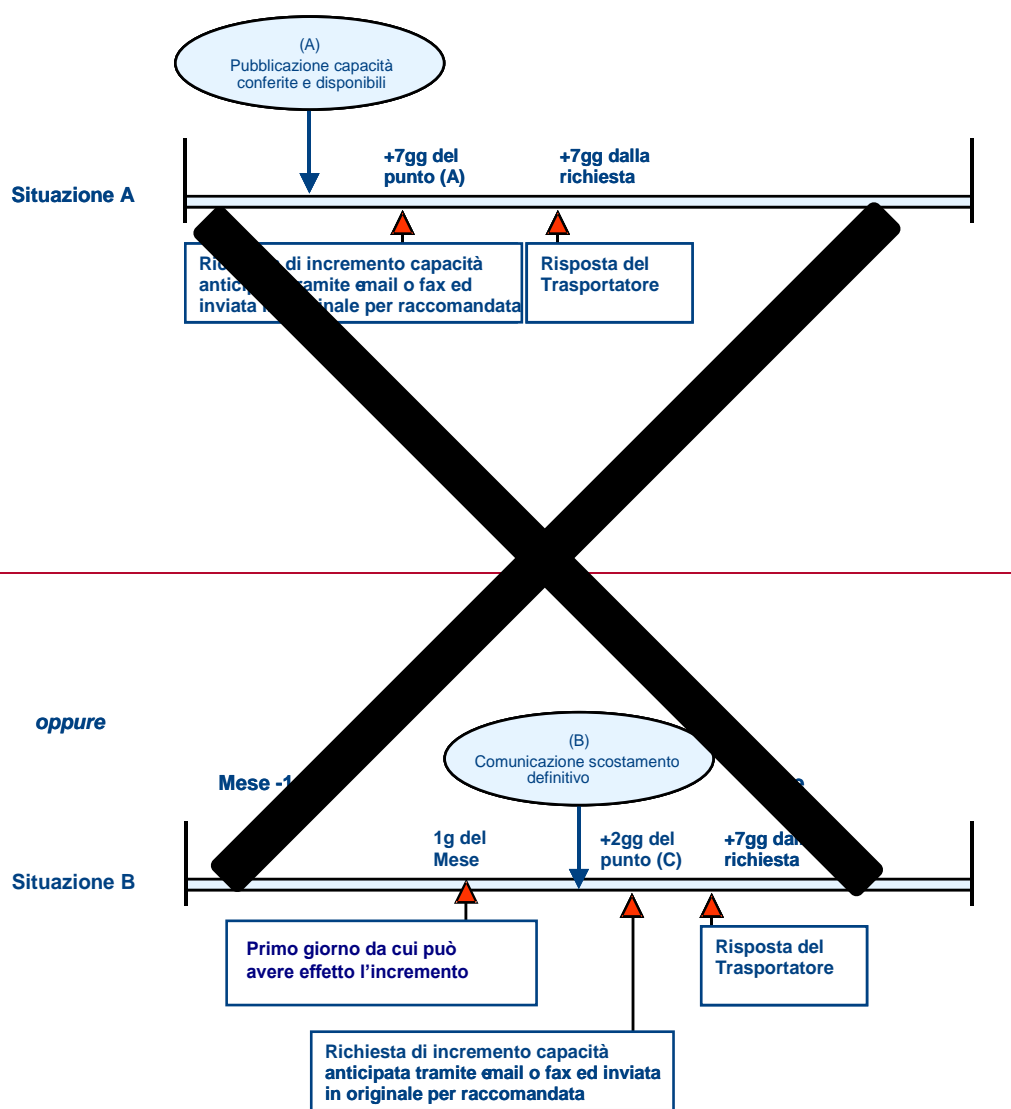 (A)
Pubblicazione capacità
conferite e disponibili
+7gg del
punto (A)
+7gg dalla
richiesta
Situazione A
di incremento capacità
tramite email o fax ed
inviata per raccomandata
Risposta del
Trasportatore
oppure
(B)
Comunicazione scostamento
definitivo
Mese -1
1g del
Mese
+2gg del
punto (C)
+7gg
richiesta
Situazione B
Primo giorno da cui può
avere effetto l'incremento
Risposta del
Trasportatore
Richiesta di incremento capacità
anticipata tramite email o fax ed inviata
in originale per raccomandata